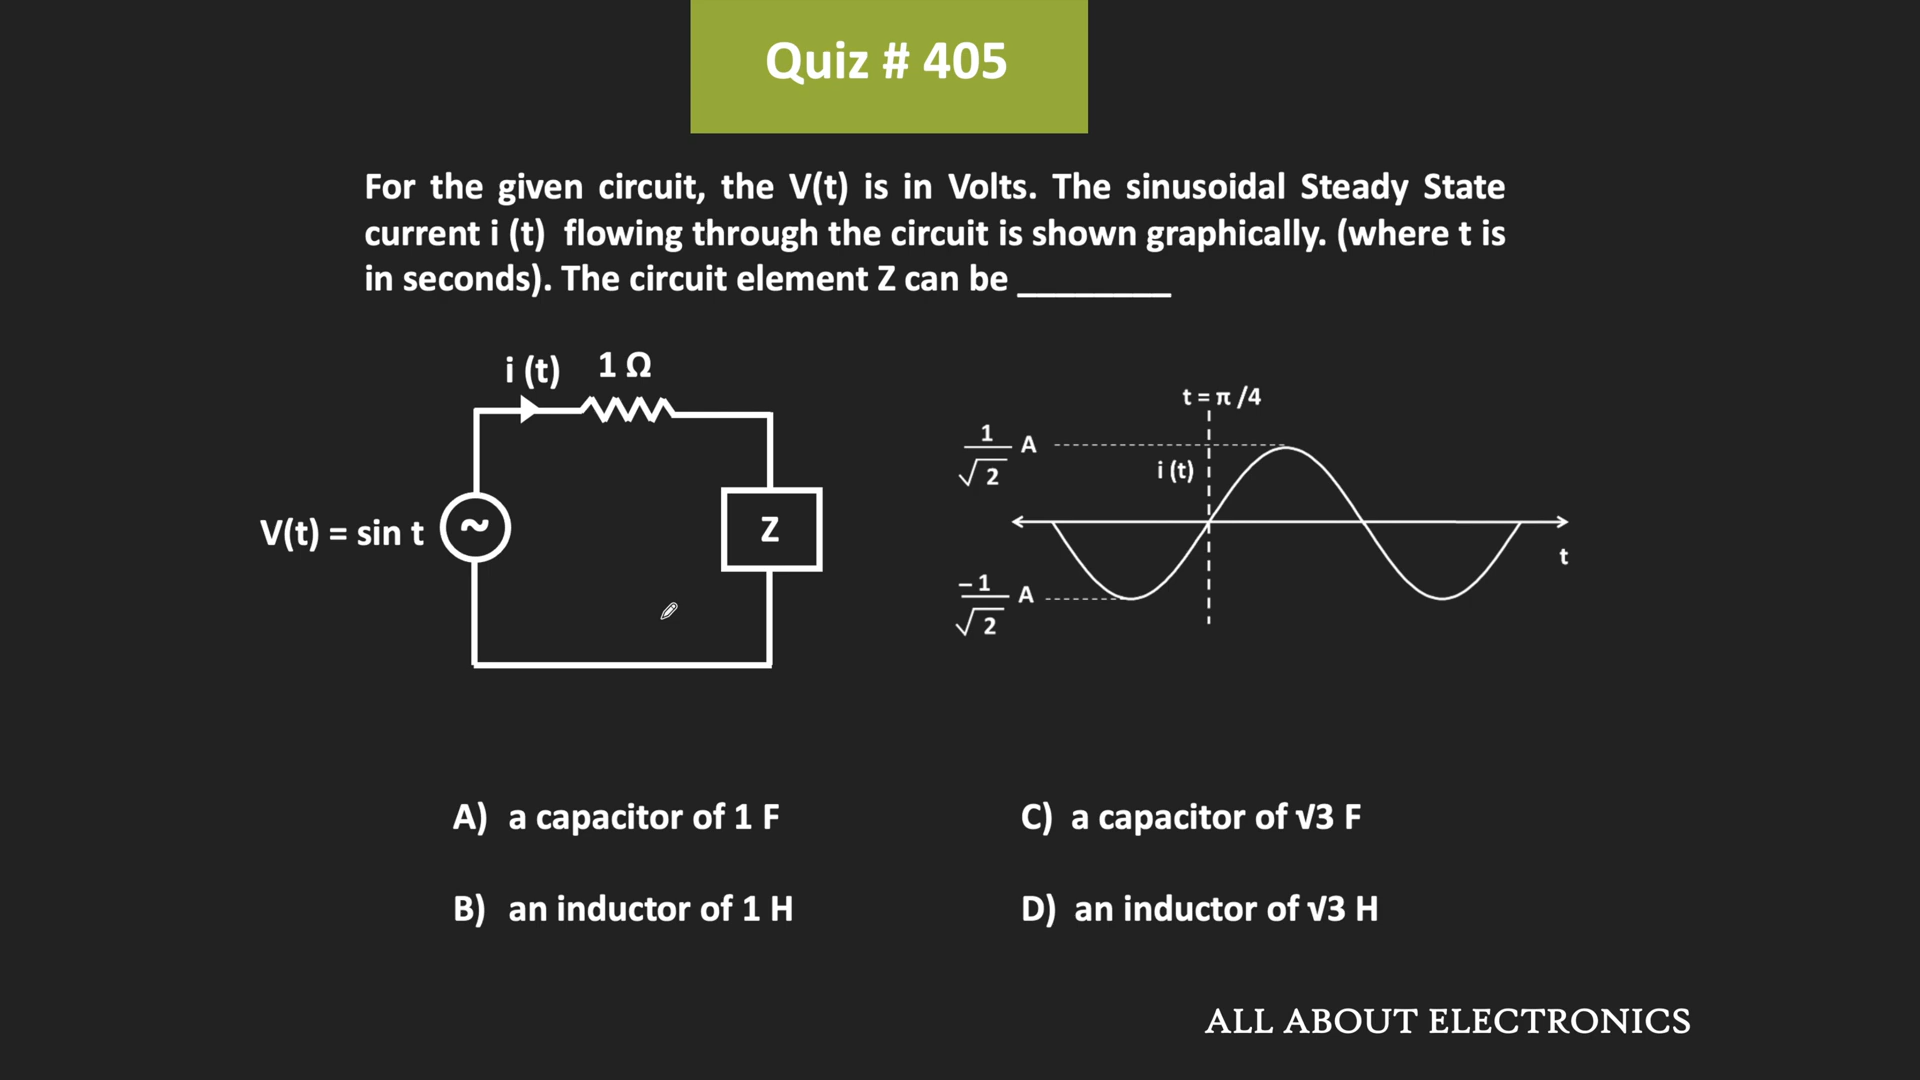 Quiz # 405
For the given circuit, the V(t) is in Volts. The sinusoidal Steady State
current i (t) flowing through the circuit is shown graphically. (where t is
in seconds). The circuit element Z can be ________
i (t) 1 Ω
V(t) = sin t
~
Z
t = π /4
1
√2
A
i (t)
t
– 1
√2
A
A) a capacitor of 1 F
C) a capacitor of √3 F
B) an inductor of 1 H
D) an inductor of √3 H
ALL ABOUT ELECTRONICS